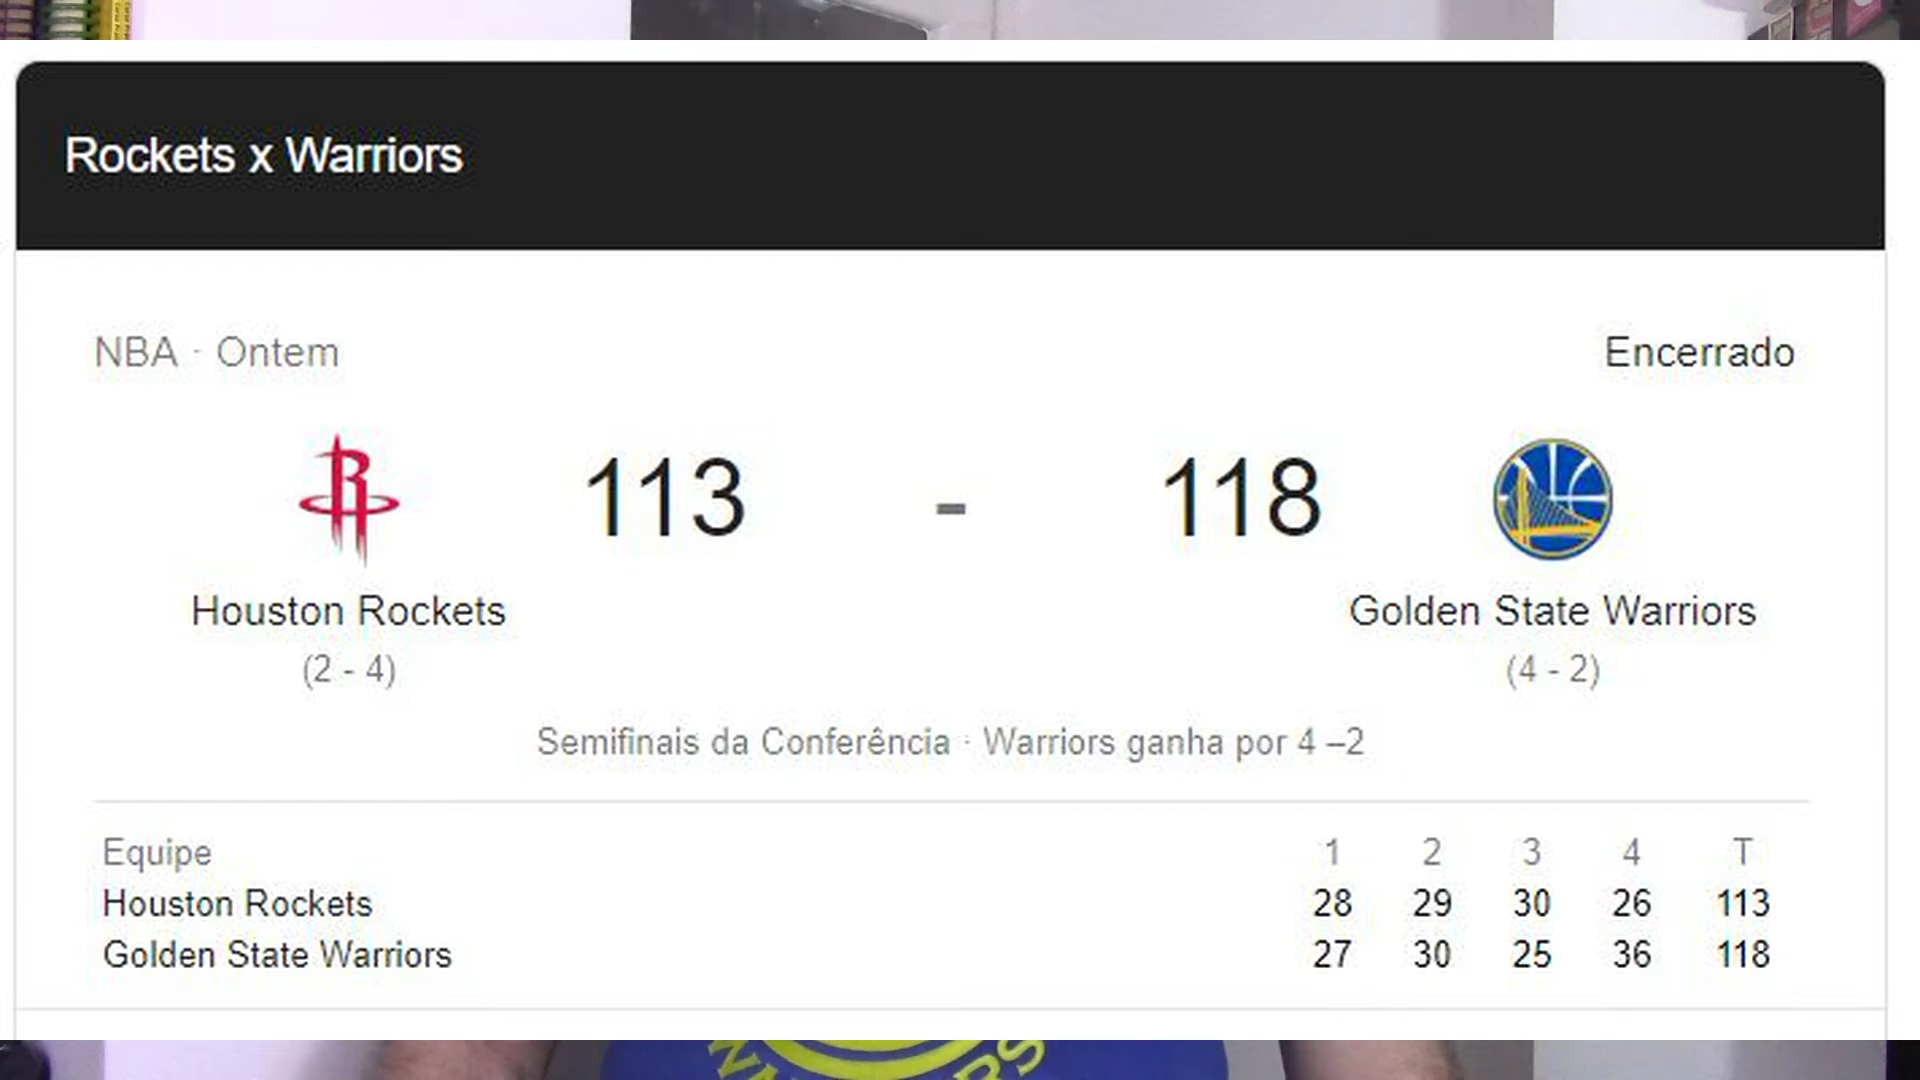 Rockets x Warriors
NBA · Ontem
Encerrado
113 - 118
Houston Rockets
Golden State Warriors
(2 - 4)
(4 - 2)
Semifinais da Conferência · Warriors ganha por 4 –2
Equipe 1 2 3 4 T
Houston Rockets 28 29 30 26 113
Golden State Warriors 27 30 25 36 118